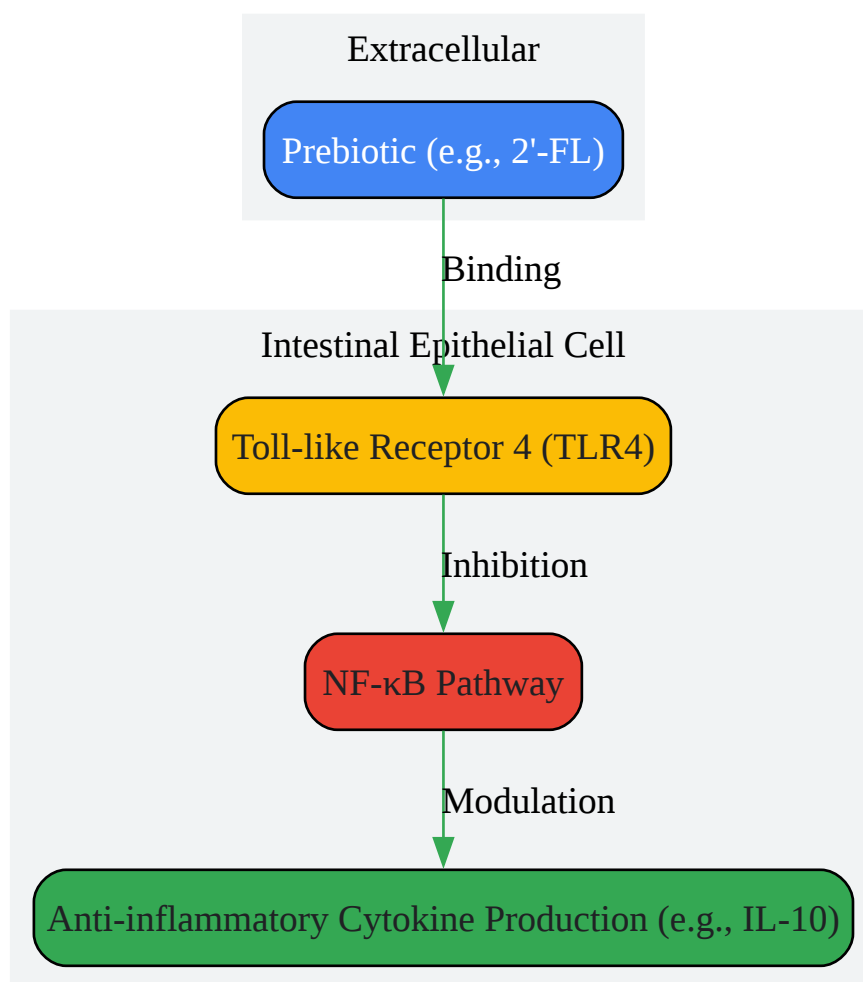 Extracellular
Prebiotic (e.g., 2'-FL)
Binding
Intestinal Epithelial Cell
Toll-like Receptor 4 (TLR4)
Inhibition
NF-κB Pathway
Modulation
Anti-inflammatory Cytokine Production (e.g., IL-10)